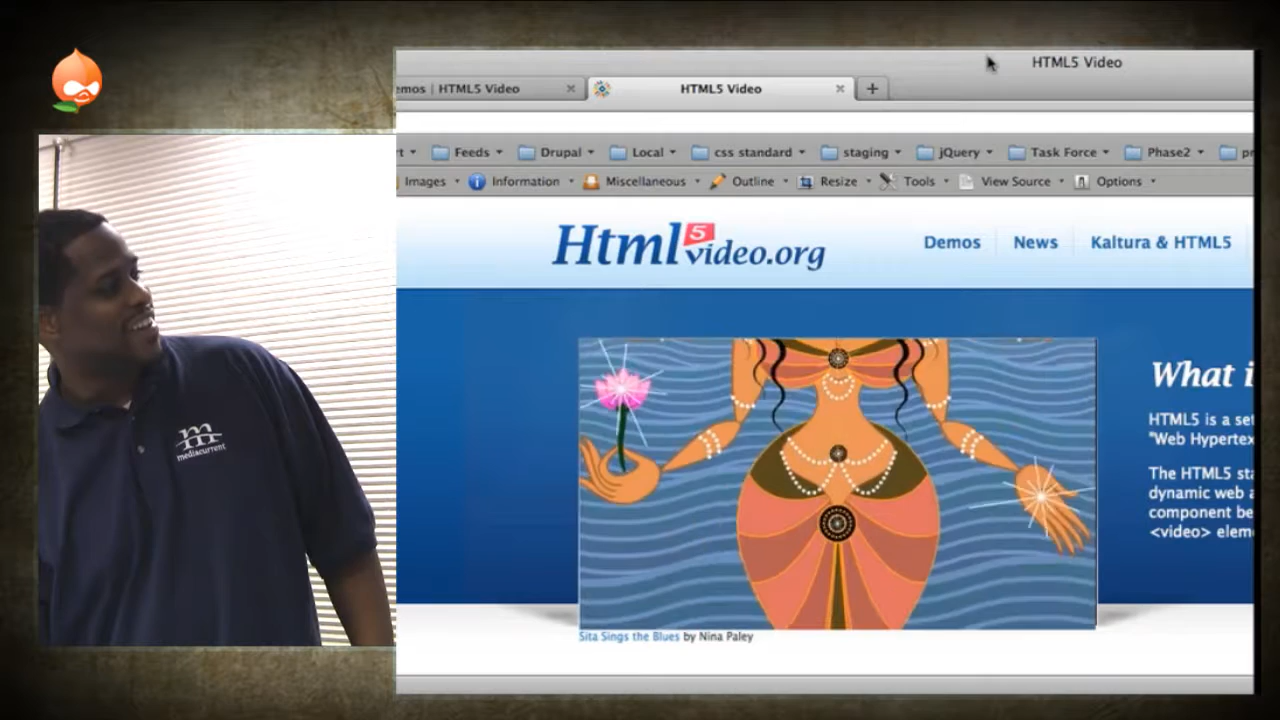 HTML5 Video
emos | HTML5 Video
HTML5 Video
rt Feeds Drupal Local css standard staging jQuery Task Force Phase2 pr
Images Information Miscellaneous Outline Resize Tools View Source Options
Html5video.org
Demos News Kaltura & HTML5
What i
HTML5 is a set
"Web Hypertex
The HTML5 sta
dynamic web a
component be
<video> elem
Sita Sings the Blues by Nina Paley
m
mediacurrent